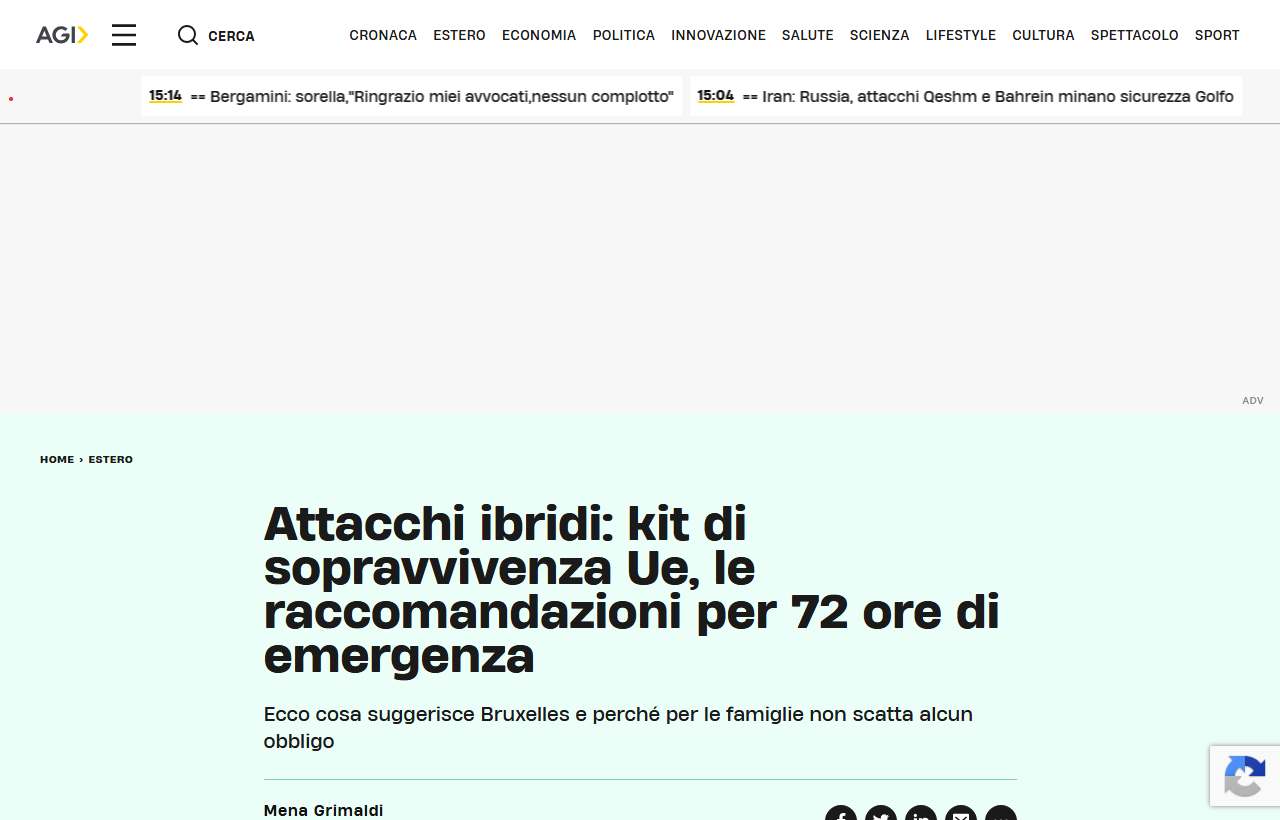 AGI
CERCA
CRONACA ESTERO ECONOMIA POLITICA INNOVAZIONE SALUTE SCIENZA LIFESTYLE CULTURA SPETTACOLO SPORT
15:14 == Bergamini: sorella,"Ringrazio miei avvocati,nessun complotto" 15:04 == Iran: Russia, attacchi Qeshm e Bahrein minano sicurezza Golfo
ADV
HOME › ESTERO
Attacchi ibridi: kit di
sopravvivenza Ue, le
raccomandazioni per 72 ore di
emergenza
Ecco cosa suggerisce Bruxelles e perché per le famiglie non scatta alcun
obbligo
Mena Grimaldi